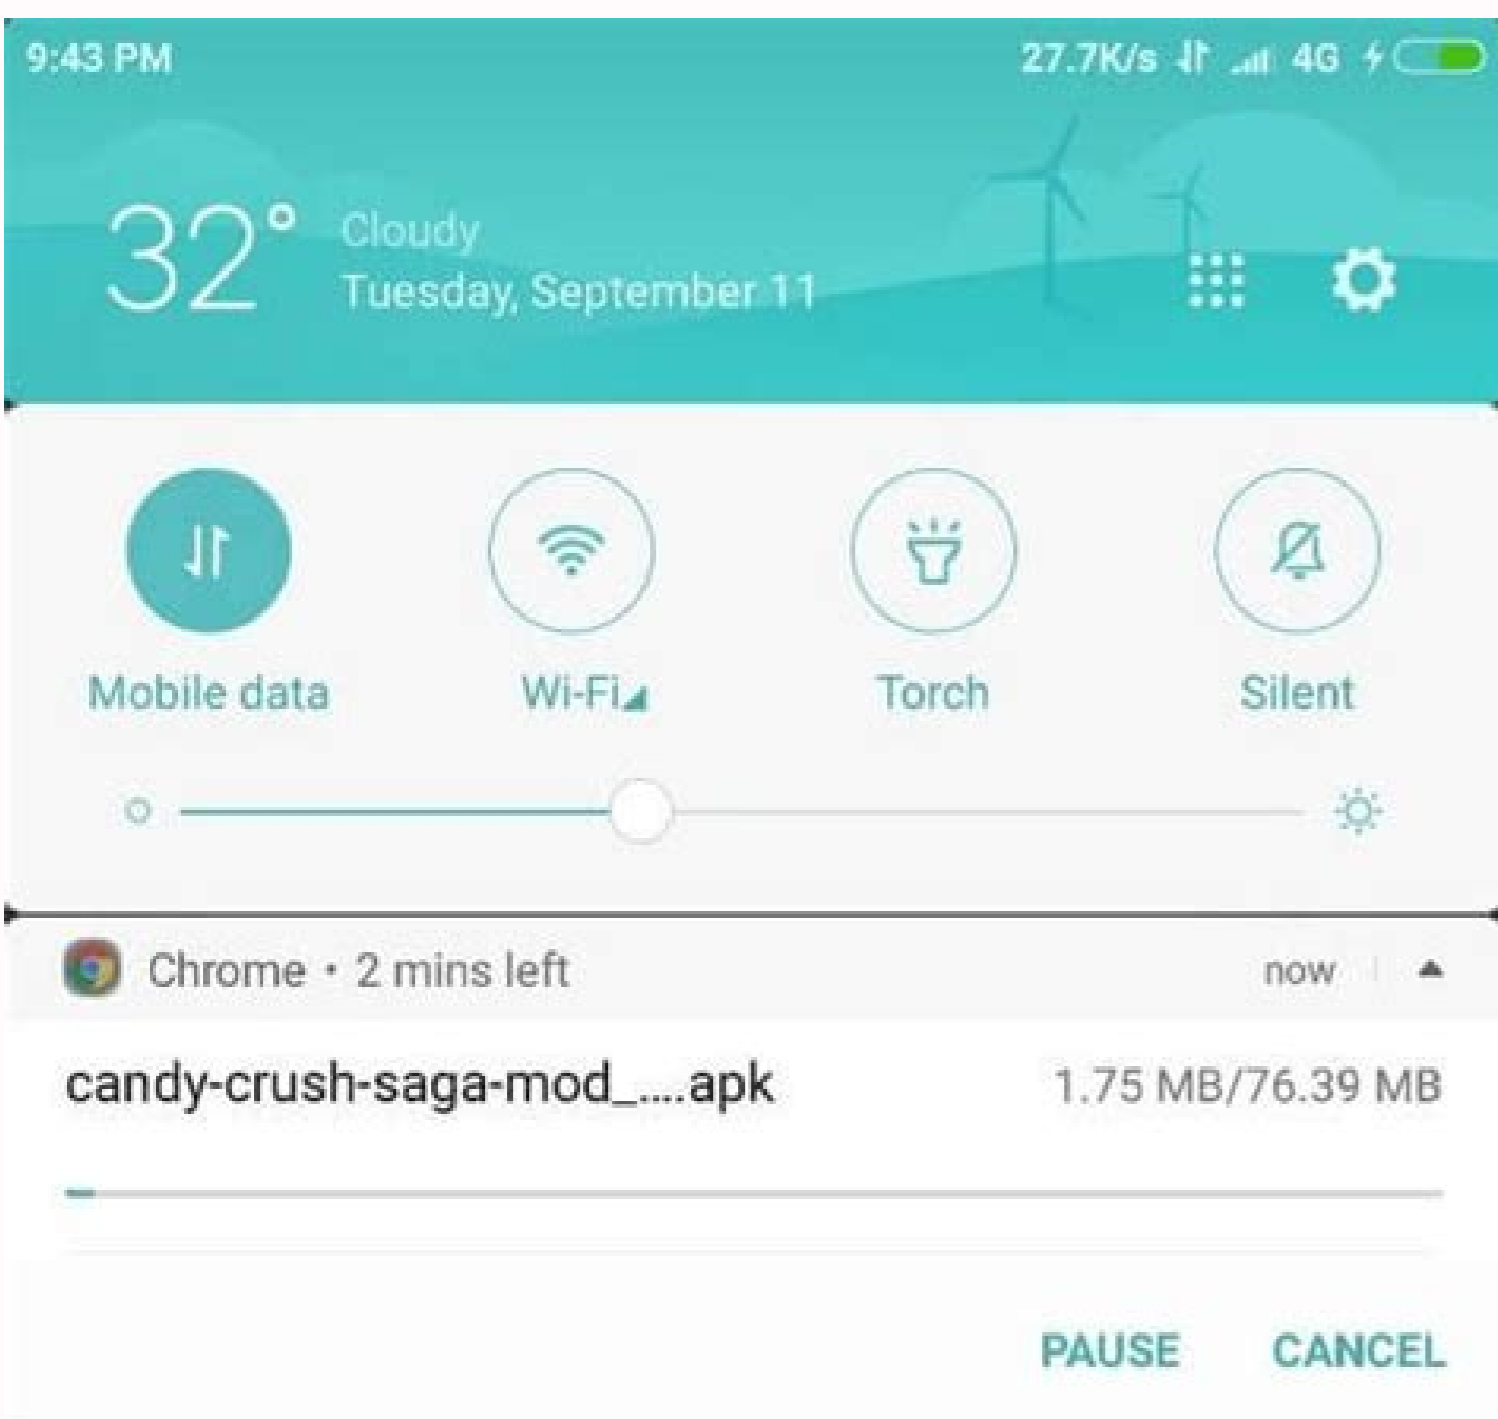 9:43 PM 27.7K/s 4G
32° Cloudy
Tuesday, September 11
Mobile data Wi-Fi Torch Silent
Chrome • 2 mins left now
candy-crush-saga-mod_....apk 1.75 MB/76.39 MB
PAUSE CANCEL